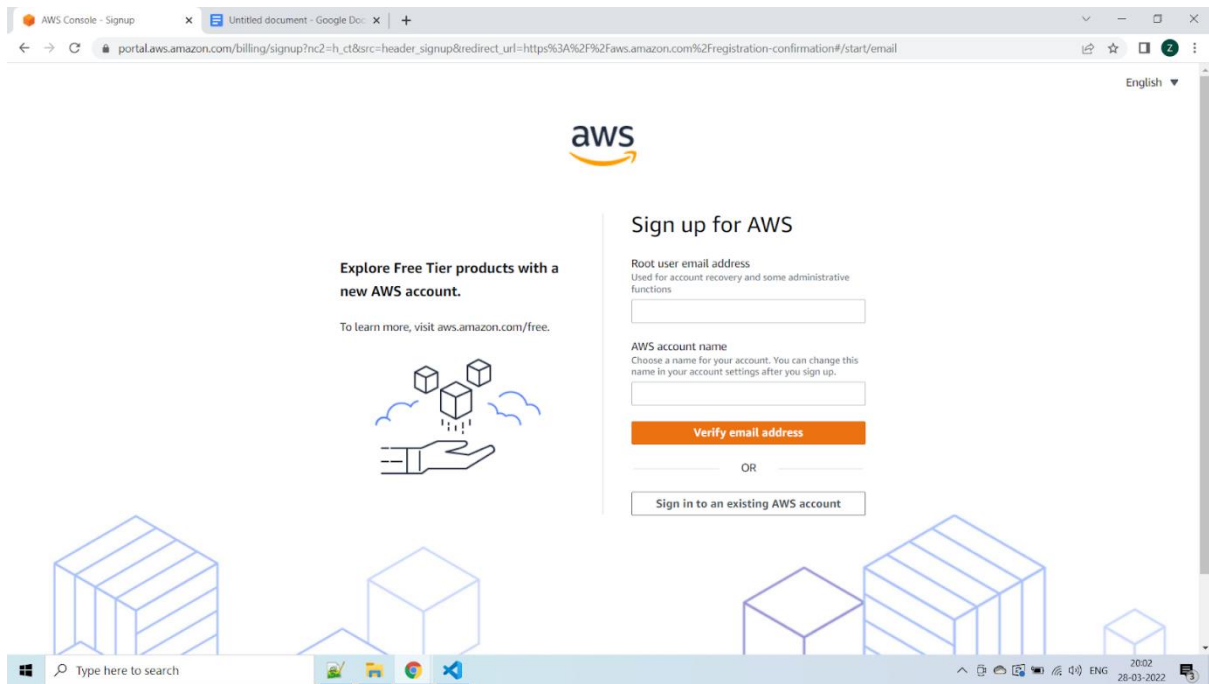 AWS Console - Signup
Untitled document - Google Doc
portal.aws.amazon.com/billing/signup?nc2=h_ct&src=header_signup&redirect_url=https%3A%2F%2Faws.amazon.com%2Fregistration-confirmation#/start/email
Z
English
aws
Explore Free Tier products with a
new AWS account.
To learn more, visit aws.amazon.com/free.
Sign up for AWS
Root user email address
Used for account recovery and some administrative
functions
AWS account name
Choose a name for your account. You can change this
name in your account settings after you sign up.
Verify email address
OR
Sign in to an existing AWS account
Type here to search
ENG
20:02
28-03-2022
3